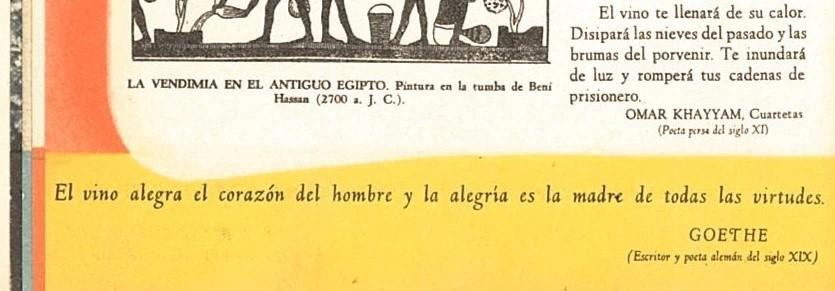 LA VENDIMIA EN EL ANTIGUO EGIPTO. Pintura en la tumba de Beni
Hassan (2700 a. J. C.).
El vino te llenará de su calor.
Disipará las nieves del pasado y las
brumas del porvenir. Te inundará
de luz y romperá tus cadenas de
prisionero.
OMAR KHAYYAM, Cuartetas
(Poeta persa del siglo XI)
El vino alegra el corazón del hombre y la alegría es la madre de todas las virtudes.
GOETHE
(Escritor y poeta alemán del siglo XIX)